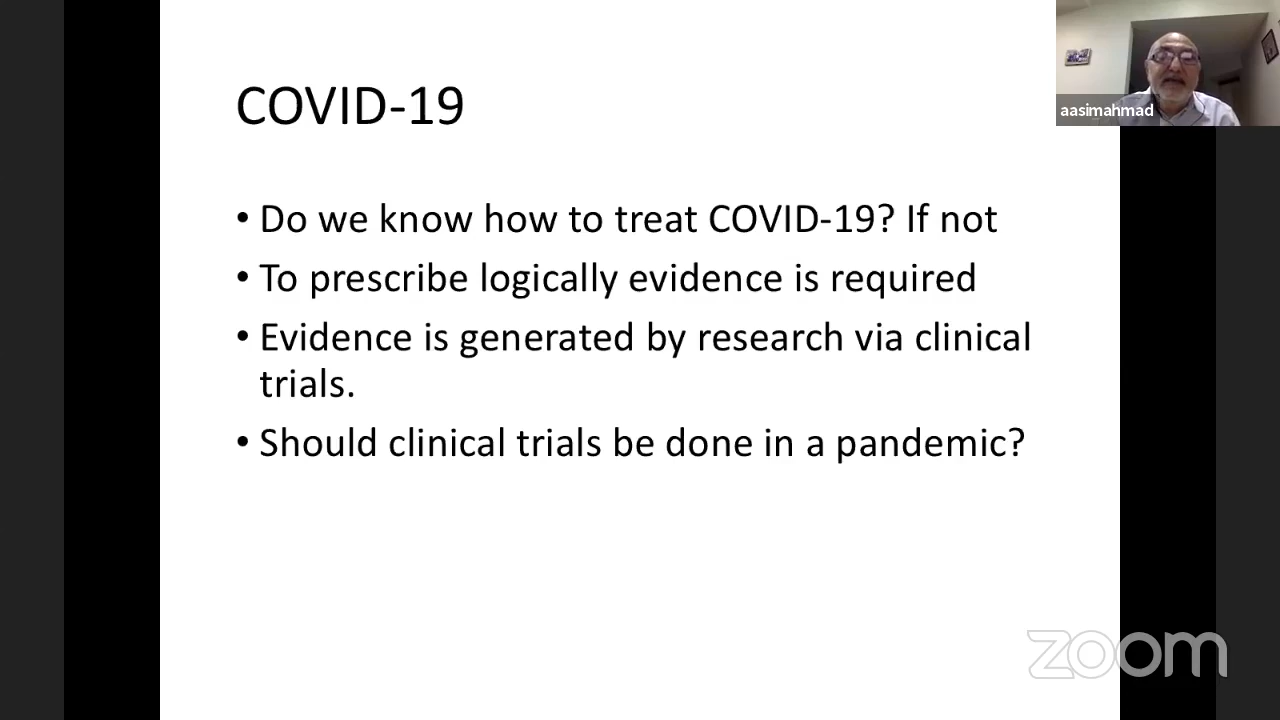 COVID-19
aasimahmad
• Do we know how to treat COVID-19? If not
• To prescribe logically evidence is required
• Evidence is generated by research via clinical
trials.
• Should clinical trials be done in a pandemic?
zoom